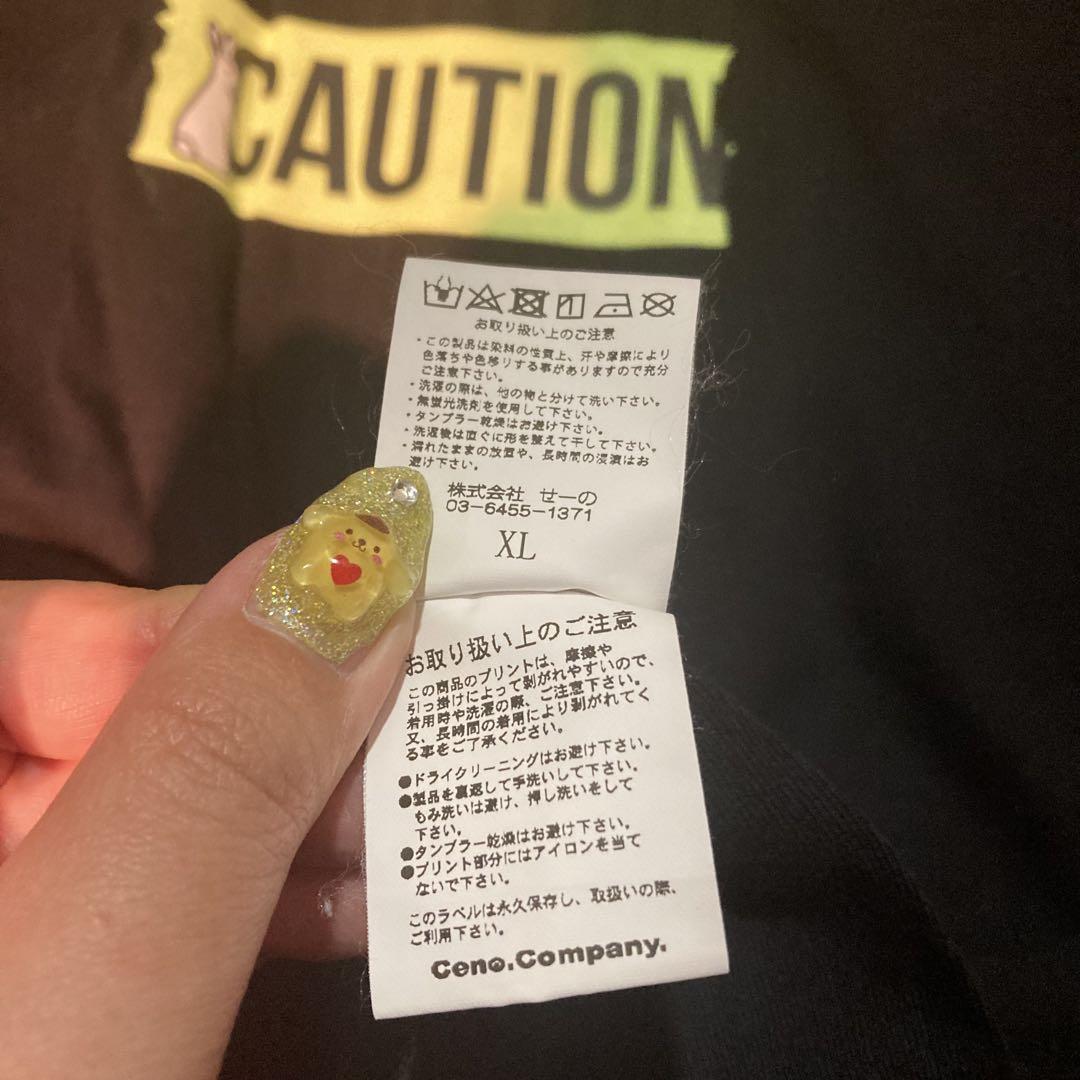 CAUTION
お取り扱い上のご注意
・この製品は染料の性質上、汗や摩擦により
色落ちや色移りする事がありますので充分
ご注意下さい。
・洗濯の際は、他の物と分けて洗い下さい。
・無蛍光洗剤を使用して下さい。
・タンブラー乾燥はお避け下さい。
・洗濯後は直ぐに形を整えて干して下さい。
・濡れたままの放置や、長時間の浸漬はお
避け下さい。
株式会社 せーの
03-6455-1371
XL
お取り扱い上のご注意
この商品のプリントは、摩擦や
引っ掛けによって剥がれやすいので、
着用時や洗濯の際、ご注意下さい。
又、長時間の着用により剥がれてく
る事をご了承ください。
●ドライクリーニングはお避け下さい。
●製品を裏返して手洗いして下さい。
もみ洗いは避け、押し洗いをして
下さい。
●タンブラー乾燥はお避け下さい。
●プリント部分にはアイロンを当て
ないで下さい。
このラベルは永久保存し、取扱いの際、
ご利用下さい。
Ceno.Company.